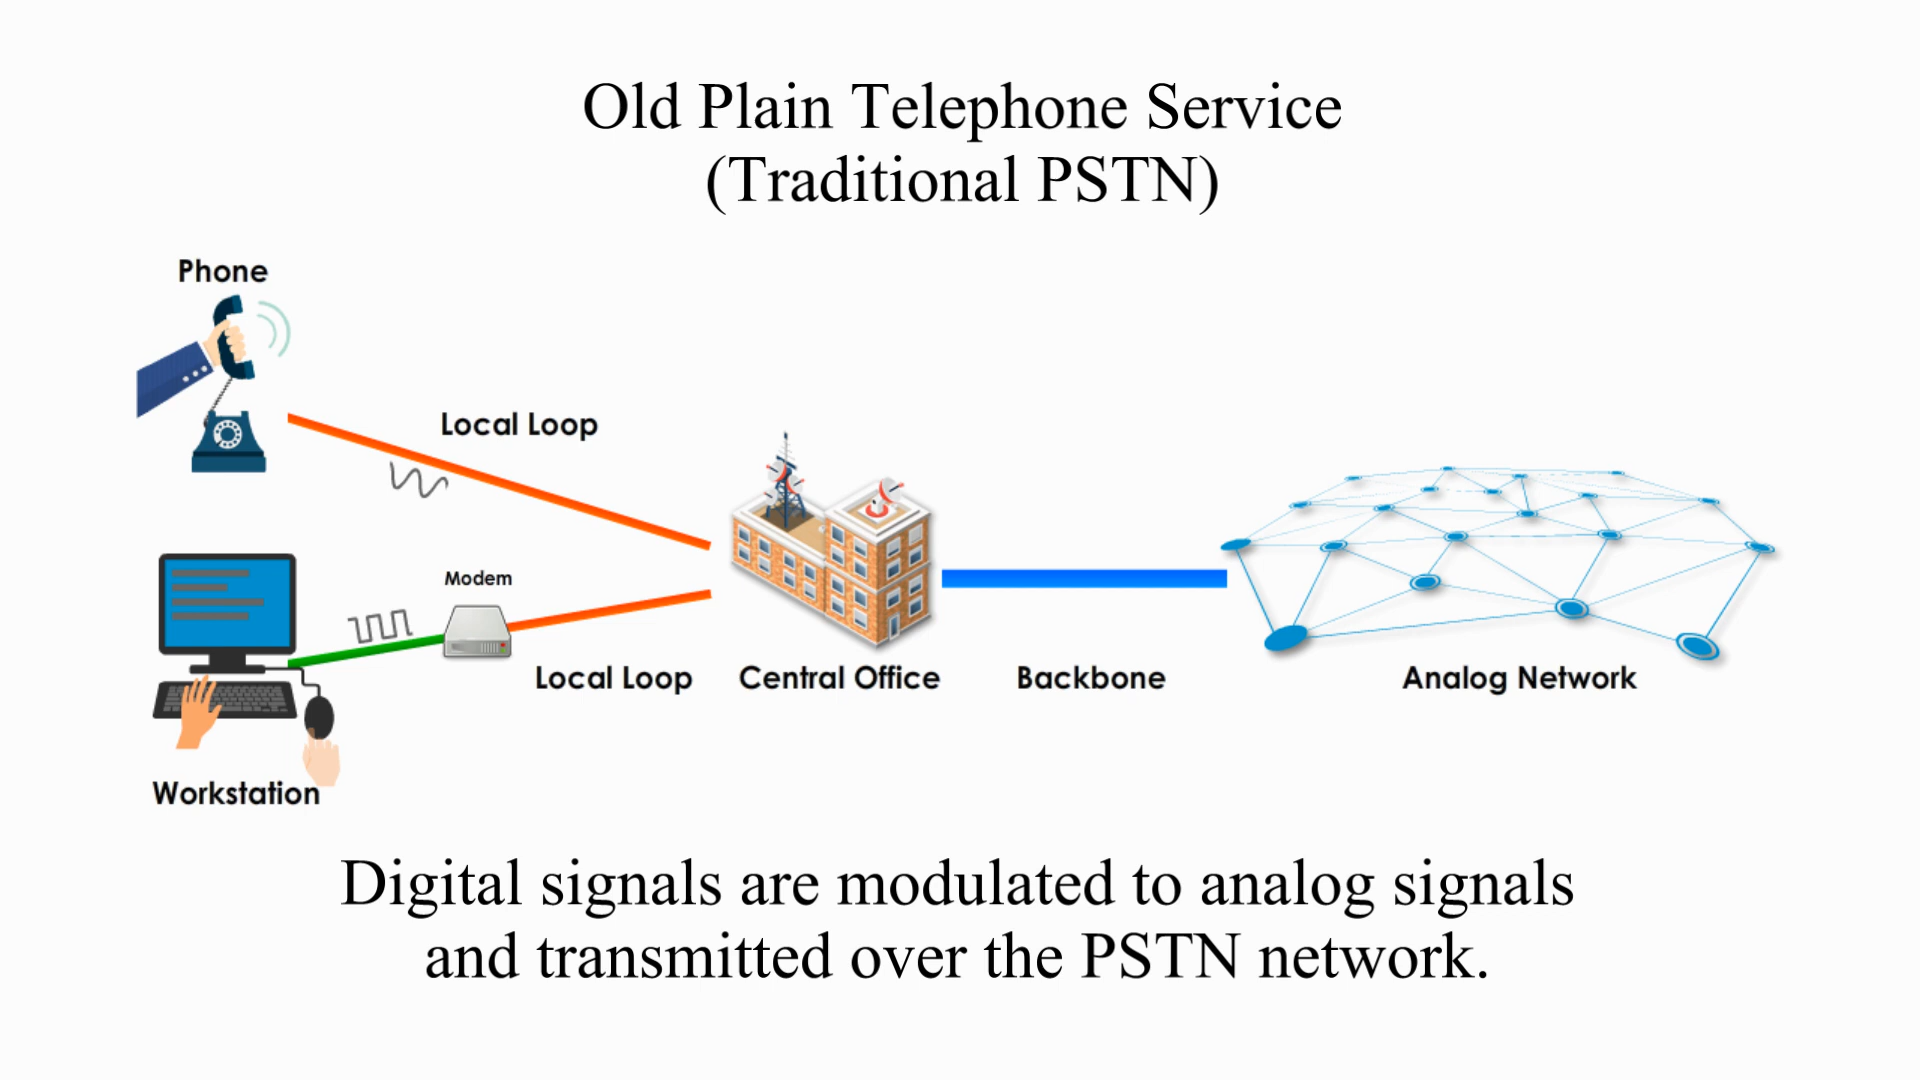 Old Plain Telephone Service
(Traditional PSTN)
Phone
Local Loop
Modem
Local Loop
Central Office
Backbone
Analog Network
Workstation
Digital signals are modulated to analog signals
and transmitted over the PSTN network.